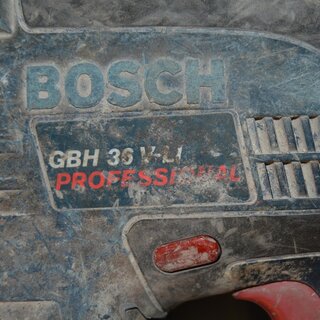 BOSCH
GBH 36 V-LI
PROFESSIONAL